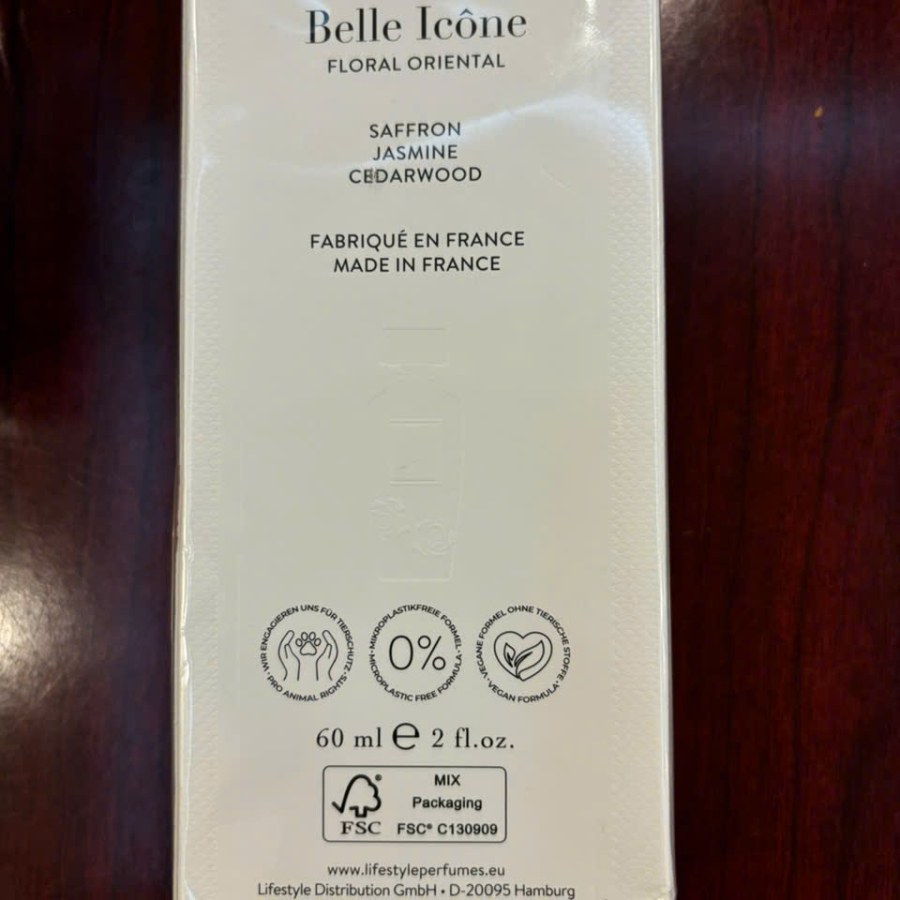 Belle Icône
FLORAL ORIENTAL
SAFFRON
JASMINE
CEDARWOOD
FABRIQUÉ EN FRANCE
MADE IN FRANCE
WIR ENGAGIEREN UNS FÜR TIERSCHUTZ · PRO ANIMAL RIGHTS ·
MIKROPLASTIKFREIE FORMEL · MICROPLASTIC FREE FORMULA ·
0%
VEGANE FORMEL OHNE TIERISCHE STOFFE · VEGAN FORMULA ·
60 ml ℮ 2 fl.oz.
MIX
Packaging
FSC® C130909
FSC
www.lifestyleperfumes.eu
Lifestyle Distribution GmbH • D-20095 Hamburg